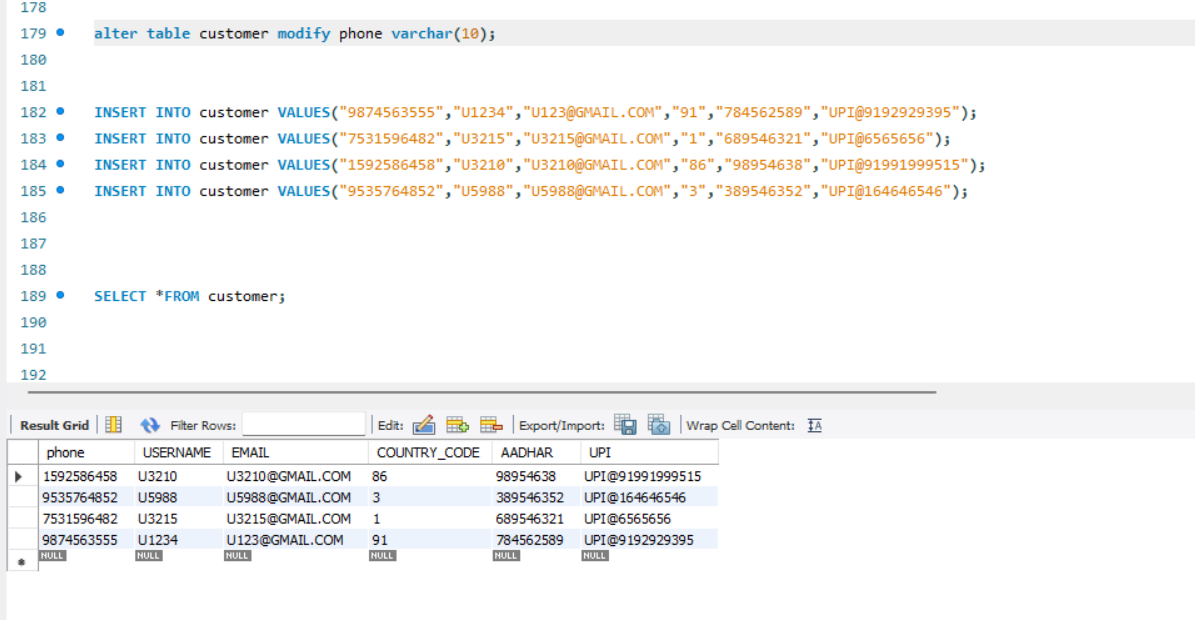 178
179 alter table customer modify phone varchar(10);
180
181
182 INSERT INTO customer VALUES("9874563555","U1234","U123@GMAIL.COM","91","784562589","UPI@9192929395");
183 INSERT INTO customer VALUES("7531596482","U3215","U3215@GMAIL.COM","1","689546321","UPI@6565656");
184 INSERT INTO customer VALUES("1592586458","U3210","U3210@GMAIL.COM","86","98954638","UPI@91991999515");
185 INSERT INTO customer VALUES("9535764852","U5988","U5988@GMAIL.COM","3","389546352","UPI@164646546");
186
187
188
189 SELECT *FROM customer;
190
191
192
Result Grid Filter Rows: Edit: Export/Import: Wrap Cell Content: IA
phone USERNAME EMAIL COUNTRY_CODE AADHAR UPI
1592586458 U3210 U3210@GMAIL.COM 86 98954638 UPI@91991999515
9535764852 U5988 U5988@GMAIL.COM 3 389546352 UPI@164646546
7531596482 U3215 U3215@GMAIL.COM 1 689546321 UPI@6565656
9874563555 U1234 U123@GMAIL.COM 91 784562589 UPI@9192929395
NULL NULL NULL NULL NULL NULL